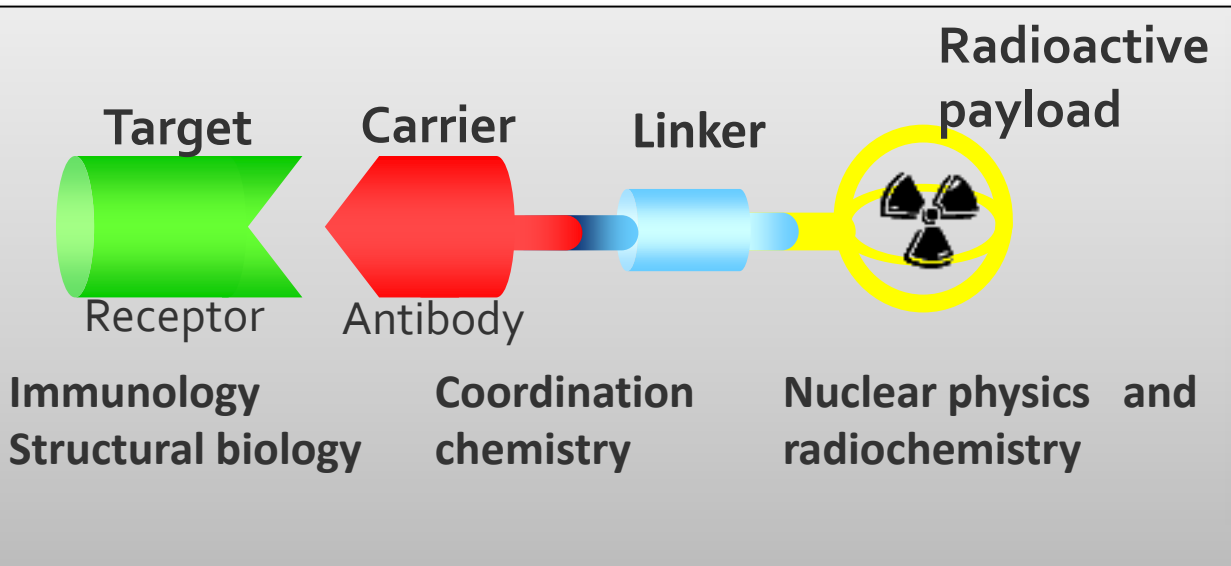 Radioactive
payload
Target
Carrier
Linker
Receptor
Antibody
Immunology
Structural biology
Coordination
chemistry
Nuclear physics and
radiochemistry